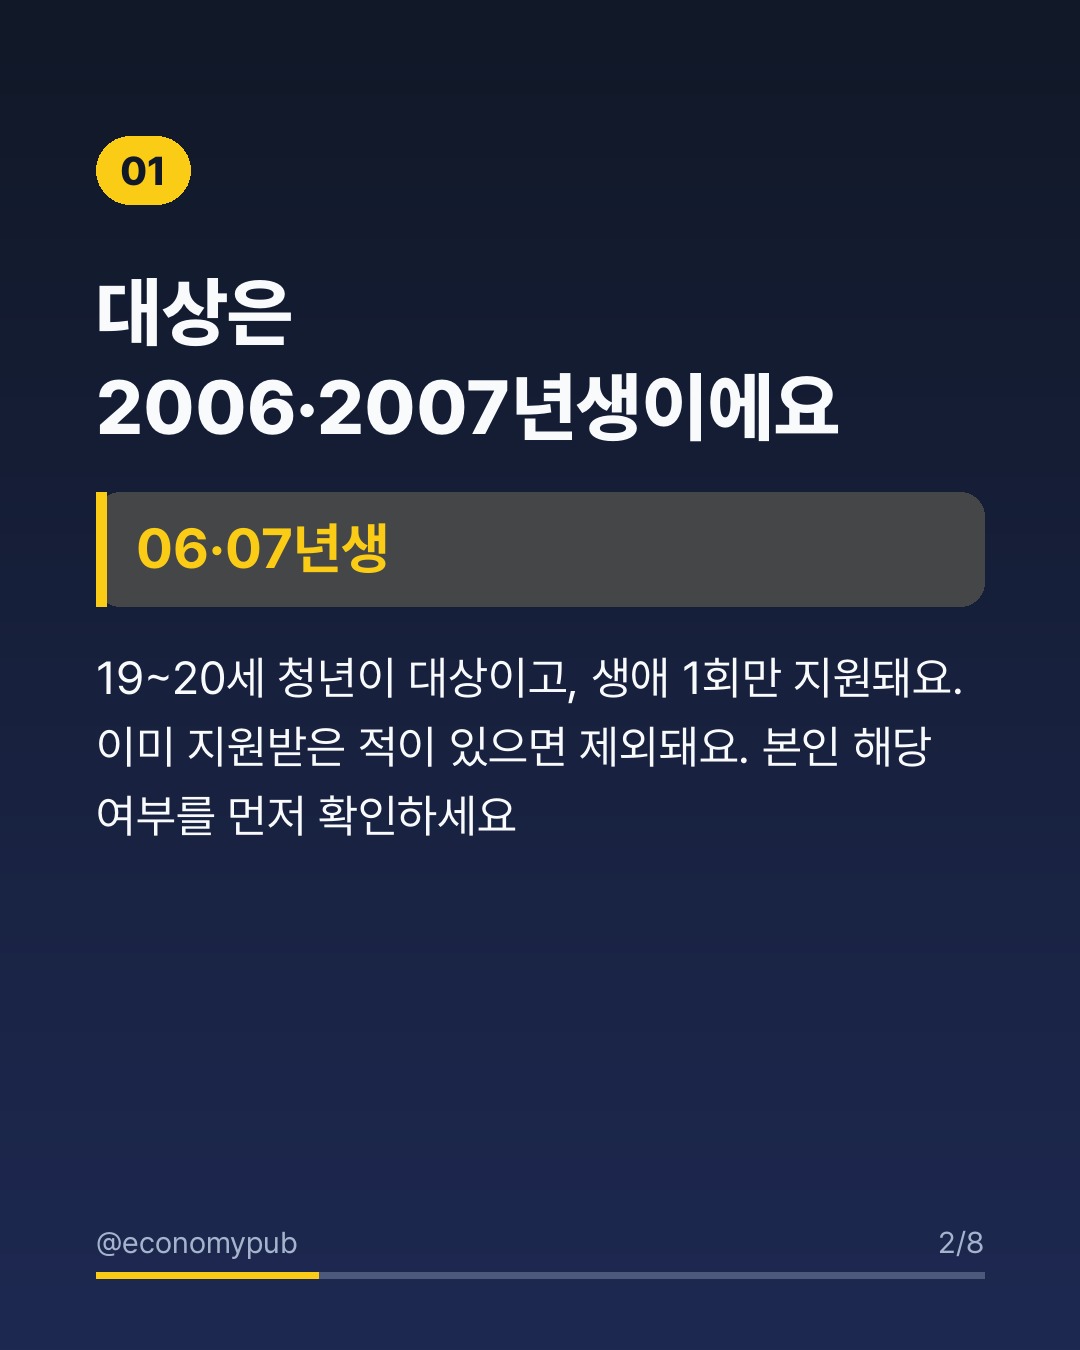 01
대상은
2006·2007년생이에요
06·07년생
19~20세 청년이 대상이고, 생애 1회만 지원돼요.
이미 지원받은 적이 있으면 제외돼요. 본인 해당
여부를 먼저 확인하세요
@economypub
2/8